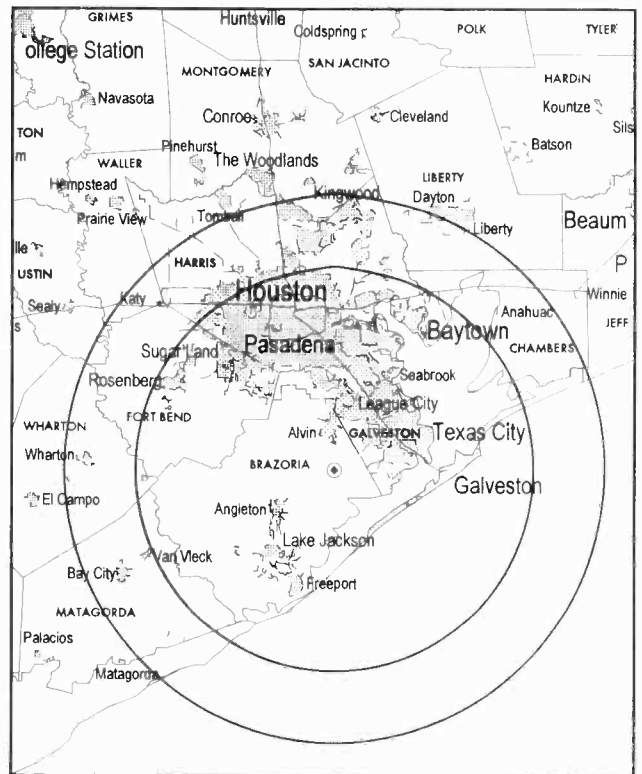 GRIMES
Huntsville
Coldspring
POLK
TYLER
ollege Station
SAN JACINTO
MONTGOMERY
HARDIN
Navasota
Kountze
Conroe
Cleveland
TON
Sils
m
Batson
Pinehurst
WALLER
The Woodlands
LIBERTY
Hempstead
Kingwood
Dayton
Prairie View
Tomball
Liberty
Beaum
lle
HARRIS
P
USTIN
Houston
Winnie
Sealy
Katy
Anahuac
s
Baytown
JEFF
Pasadena
CHAMBERS
Sugar Land
Rosenberg
Seabrook
League City
FORT BEND
WHARTON
Alvin
GALVESTON
Texas City
Wharton
BRAZORIA
Galveston
El Campo
Angleton
Lake Jackson
Van Vleck
Bay City
Freeport
MATAGORDA
Palacios
Matagorda